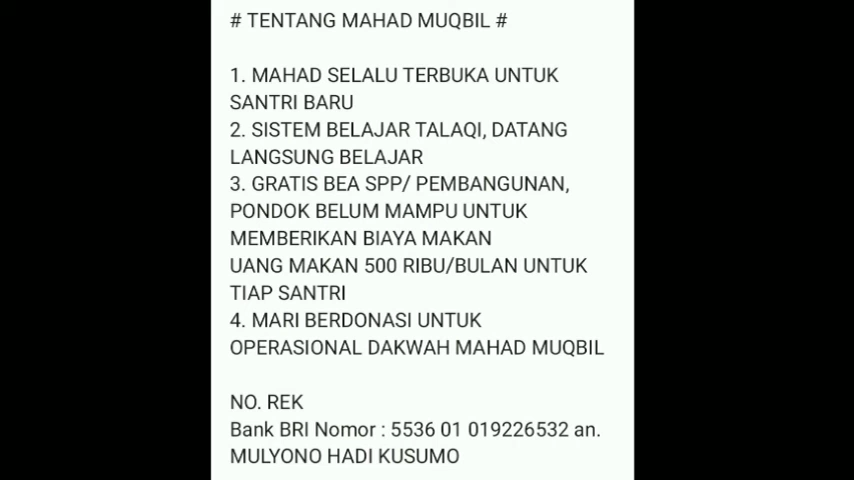 # TENTANG MAHAD MUQBIL #
1. MAHAD SELALU TERBUKA UNTUK
SANTRI BARU
2. SISTEM BELAJAR TALAQI, DATANG
LANGSUNG BELAJAR
3. GRATIS BEA SPP/ PEMBANGUNAN,
PONDOK BELUM MAMPU UNTUK
MEMBERIKAN BIAYA MAKAN
UANG MAKAN 500 RIBU/BULAN UNTUK
TIAP SANTRI
4. MARI BERDONASI UNTUK
OPERASIONAL DAKWAH MAHAD MUQBIL
NO. REK
Bank BRI Nomor : 5536 01 019226532 an.
MULYONO HADI KUSUMO